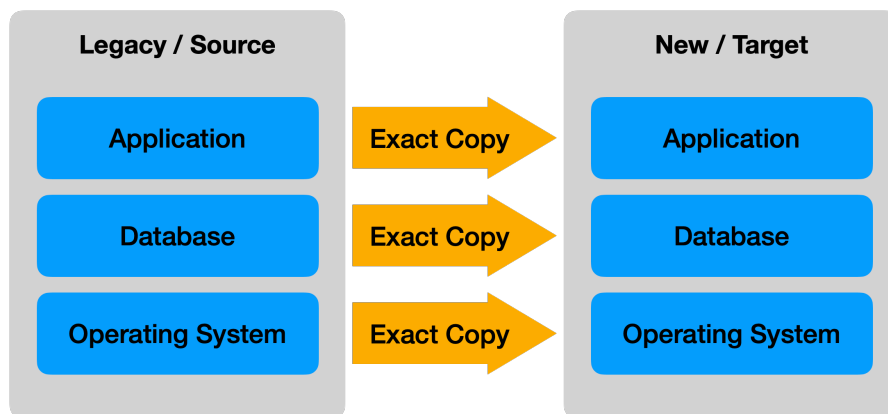 Legacy / Source
New / Target
Application
Exact Copy
Application
Database
Exact Copy
Database
Operating System
Exact Copy
Operating System